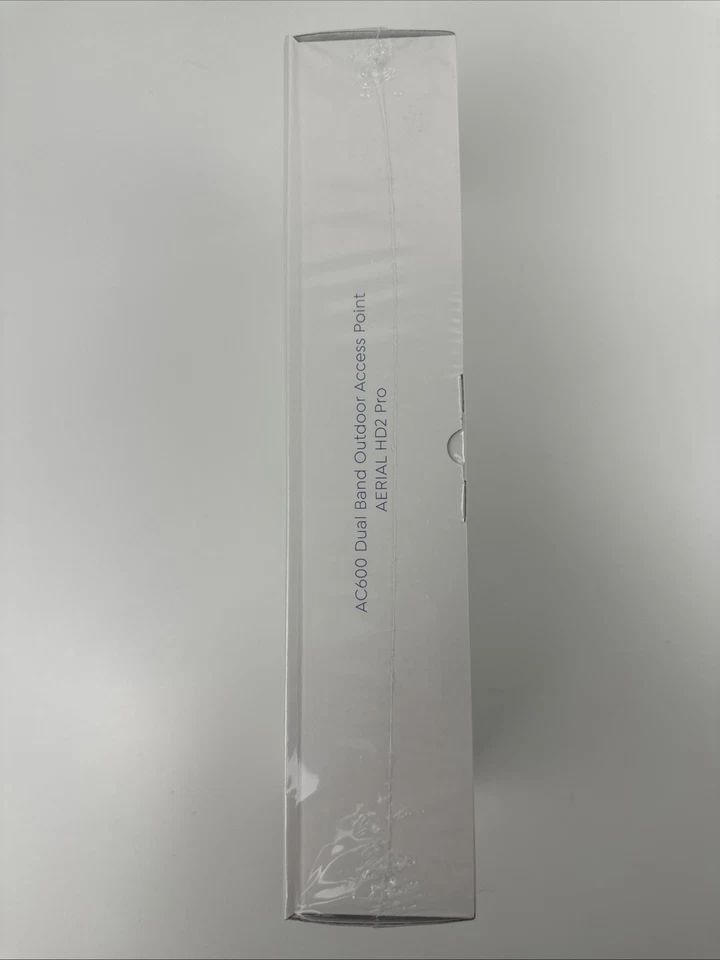 AC600 Dual Band Outdoor Access Point
AERIAL HD2 Pro